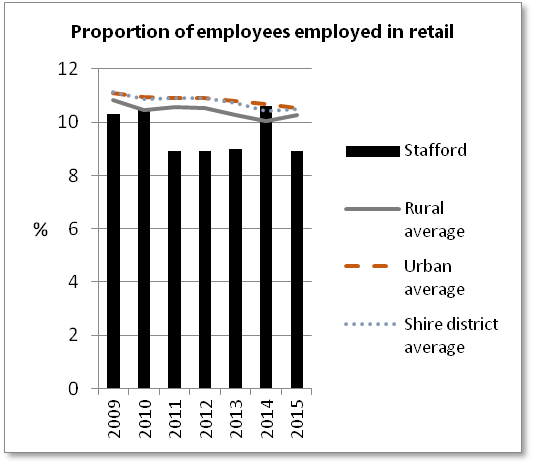 Proportion of employees employed in retail
12
10
8
6
4
2
0
%
2009
2010
2011
2012
2013
2014
2015
Stafford
Rural
average
Urban
average
Shire district
average